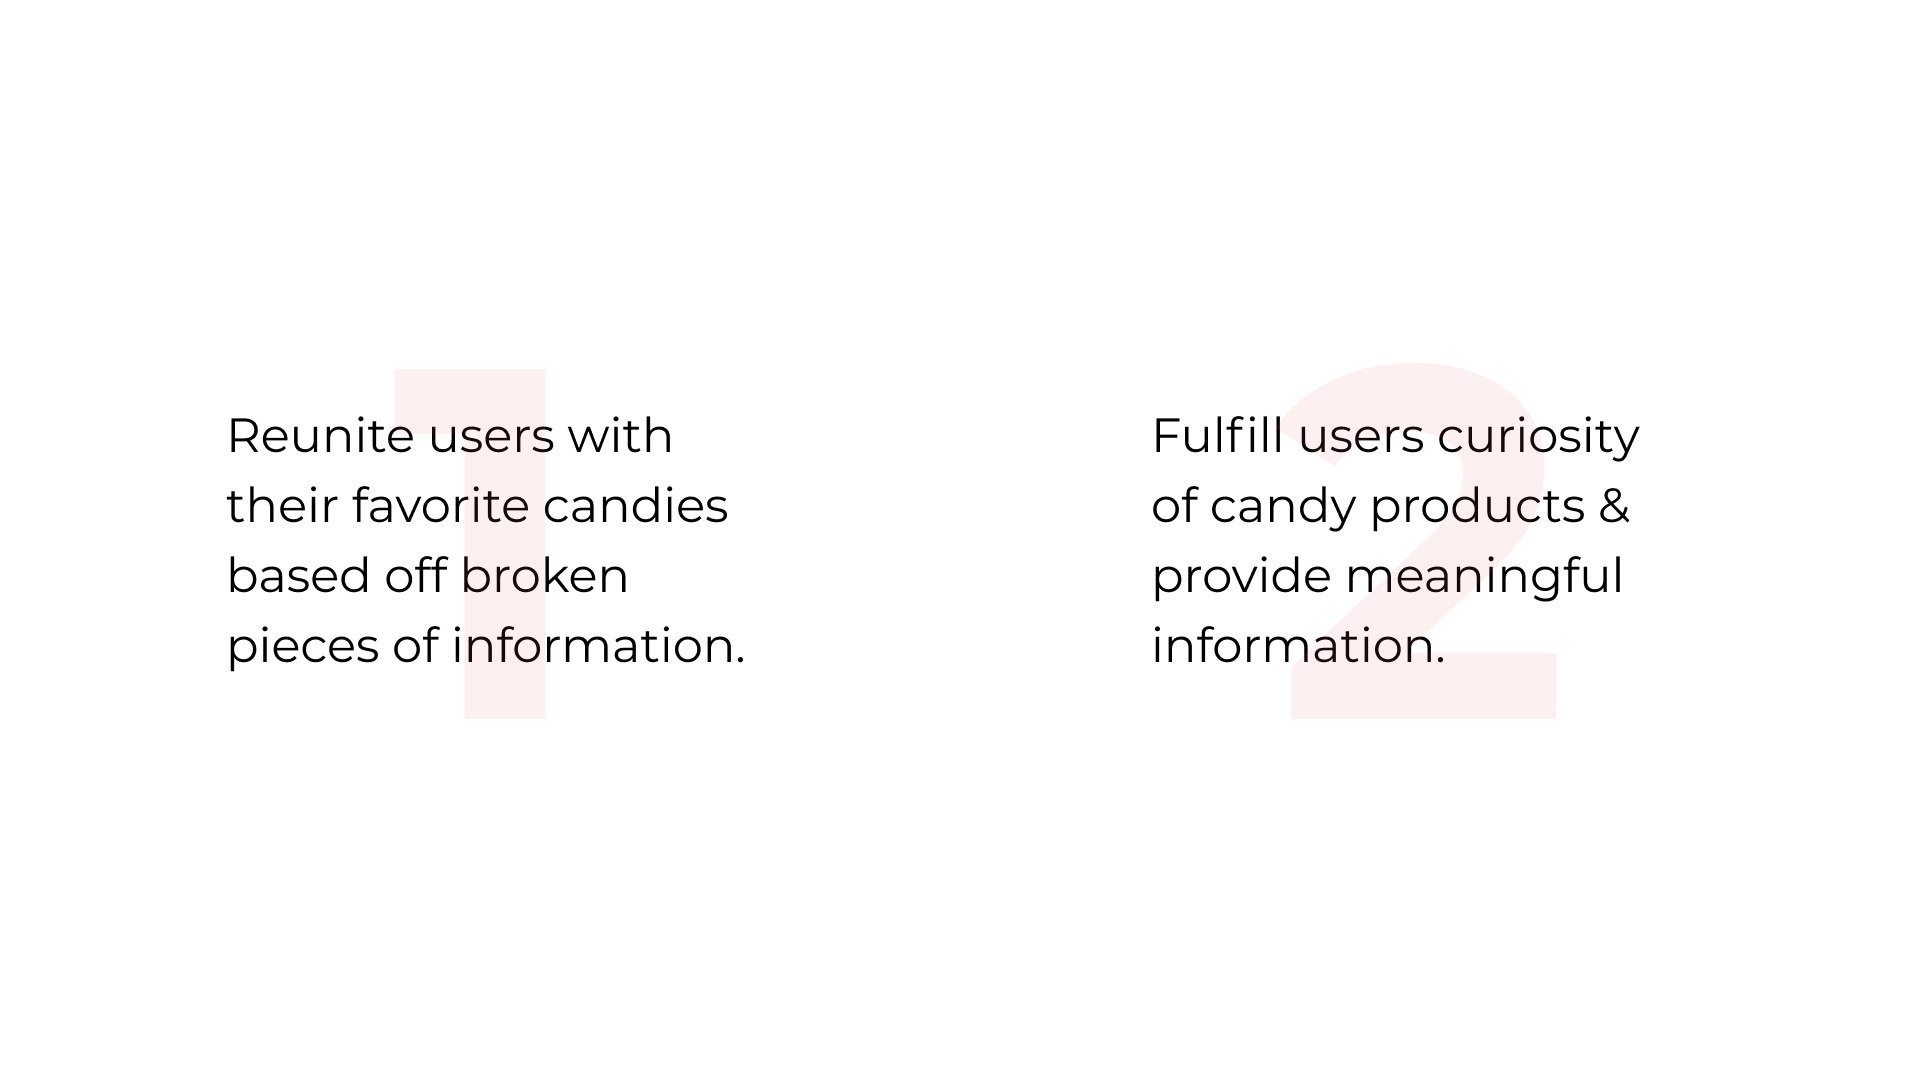 1
Reunite users with
their favorite candies
based off broken
pieces of information.
2
Fulfill users curiosity
of candy products &
provide meaningful
information.